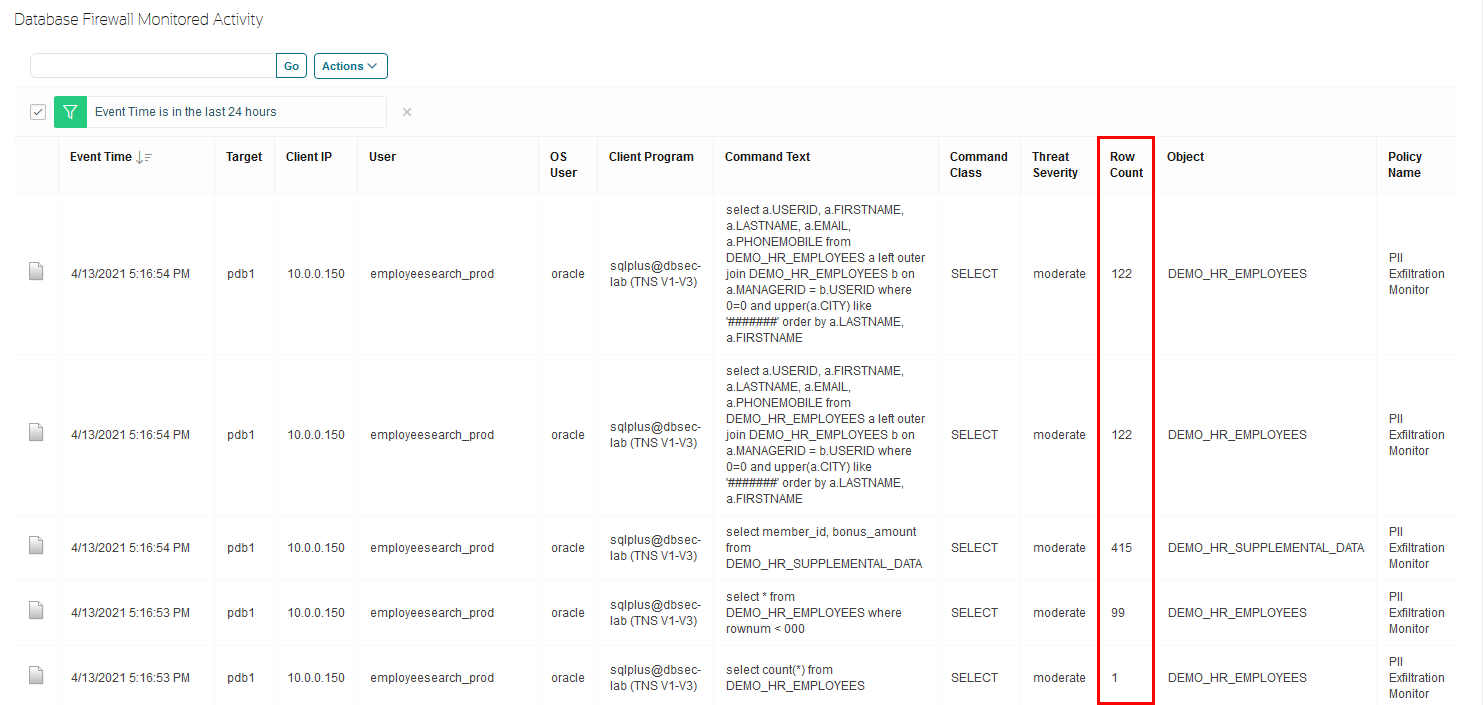 Database Firewall Monitored Activity
Go
Actions
Event Time is in the last 24 hours
Event Time
Target
Client IP
User
OS
User
Client Program
Command Text
Command
Class
Threat
Severity
Row
Count
Object
Policy
Name
4/13/2021 5:16:54 PM
pdb1
10.0.0.150
employeesearch_prod
oracle
sqlplus@dbsec-
lab (TNS V1-V3)
select a.USERID, a.FIRSTNAME,
a.LASTNAME, a.EMAIL,
a.PHONEMOBILE from
DEMO_HR_EMPLOYEES a left outer
join DEMO_HR_EMPLOYEES b on
a.MANAGERID = b.USERID where
0=0 and upper(a.CITY) like
'#######' order by a.LASTNAME,
a.FIRSTNAME
SELECT
moderate
122
DEMO_HR_EMPLOYEES
PII
Exfiltration
Monitor
4/13/2021 5:16:54 PM
pdb1
10.0.0.150
employeesearch_prod
oracle
sqlplus@dbsec-
lab (TNS V1-V3)
select a.USERID, a.FIRSTNAME,
a.LASTNAME, a.EMAIL,
a.PHONEMOBILE from
DEMO_HR_EMPLOYEES a left outer
join DEMO_HR_EMPLOYEES b on
a.MANAGERID = b.USERID where
0=0 and upper(a.CITY) like
'#######' order by a.LASTNAME,
a.FIRSTNAME
SELECT
moderate
122
DEMO_HR_EMPLOYEES
PII
Exfiltration
Monitor
4/13/2021 5:16:54 PM
pdb1
10.0.0.150
employeesearch_prod
oracle
sqlplus@dbsec-
lab (TNS V1-V3)
select member_id, bonus_amount
from
DEMO_HR_SUPPLEMENTAL_DATA
SELECT
moderate
415
DEMO_HR_SUPPLEMENTAL_DATA
PII
Exfiltration
Monitor
4/13/2021 5:16:53 PM
pdb1
10.0.0.150
employeesearch_prod
oracle
sqlplus@dbsec-
lab (TNS V1-V3)
select * from
DEMO_HR_EMPLOYEES where
rownum < 000
SELECT
moderate
99
DEMO_HR_EMPLOYEES
PII
Exfiltration
Monitor
4/13/2021 5:16:53 PM
pdb1
10.0.0.150
employeesearch_prod
oracle
sqlplus@dbsec-
lab (TNS V1-V3)
select count(*) from
DEMO_HR_EMPLOYEES
SELECT
moderate
1
DEMO_HR_EMPLOYEES
PII
Exfiltration
Monitor